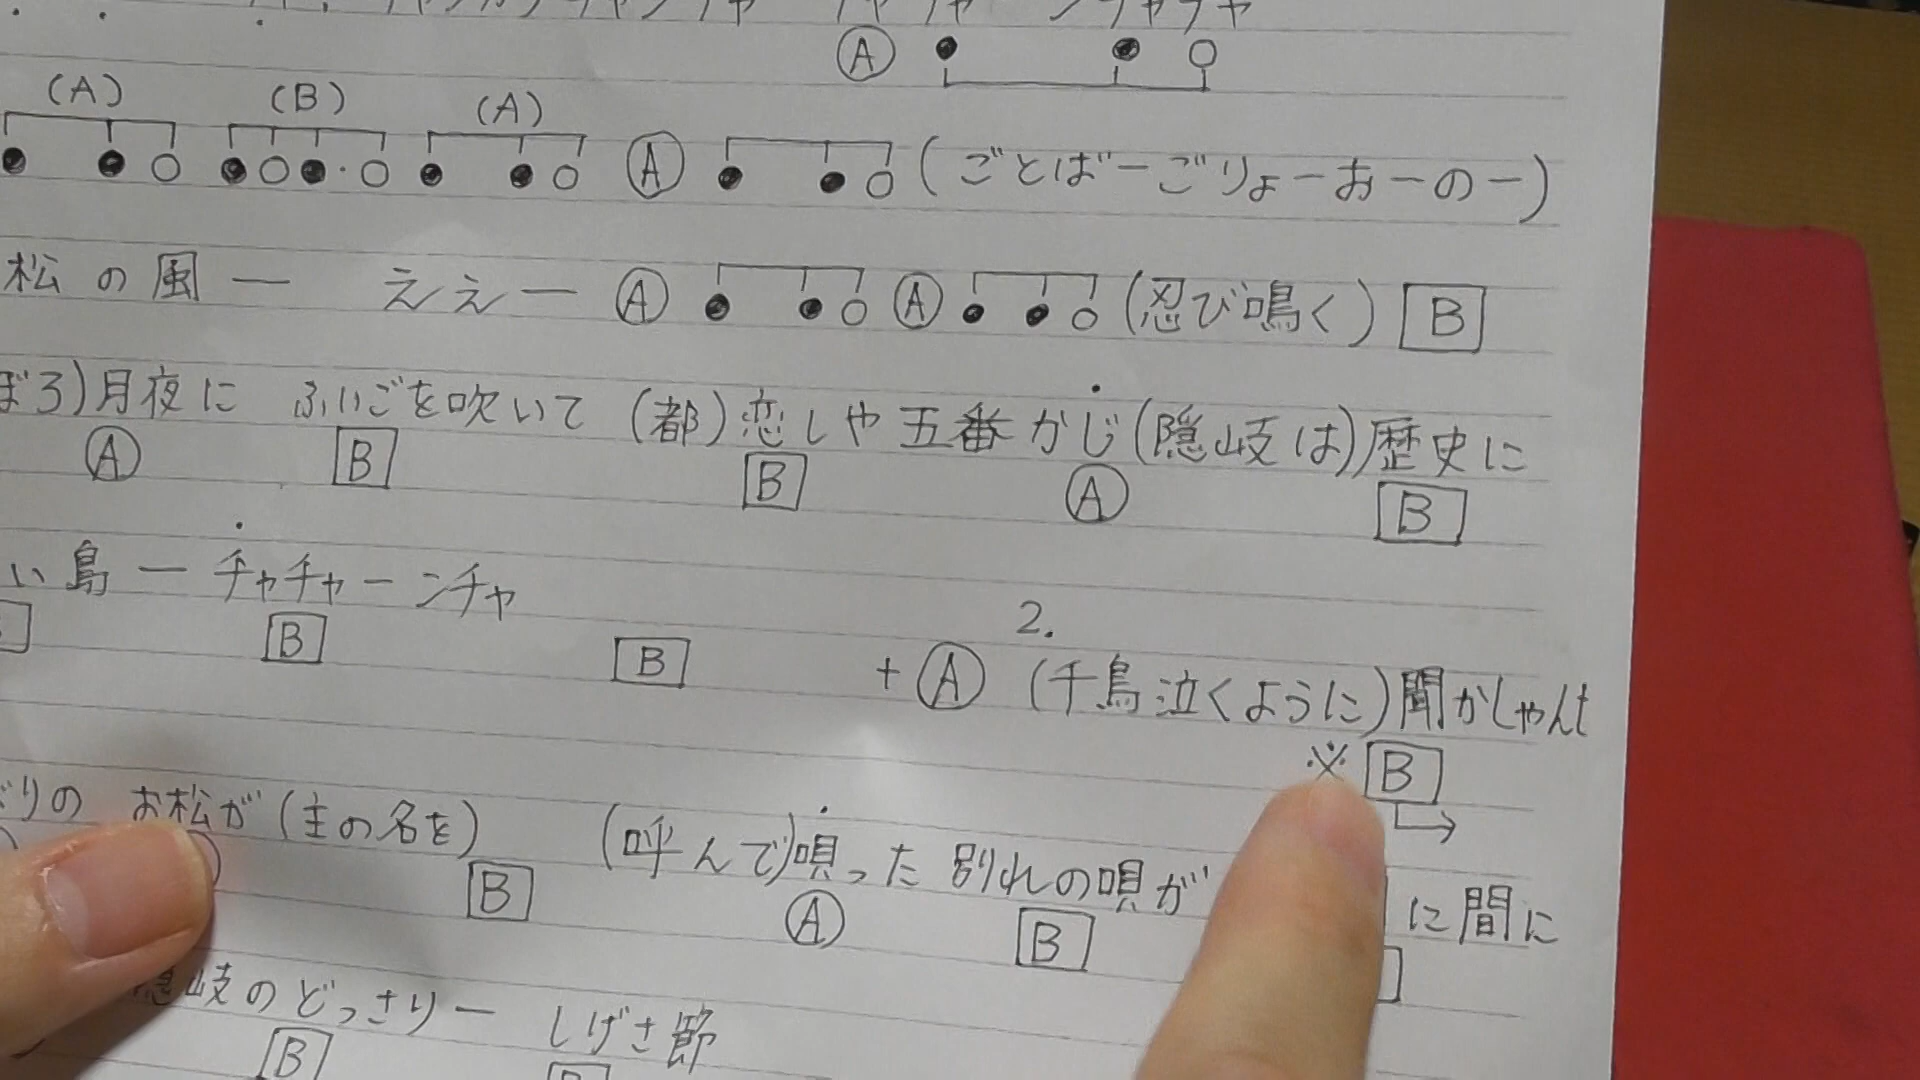 Ⓐ ● ● ○
(A) (B) (A)
● ● ○ ● ○ ● · ○ ● ● ○ Ⓐ ● ● ○ (ごとばーごりょーおーのー)
松の風ー ええー Ⓐ ● ● ○ Ⓐ ● ● ○ (忍び鳴く) B
ぼろ)月夜に ふいごを吹いて (都)恋しや五番かじ(隠岐は)歴史に
Ⓐ B B Ⓐ B
い島ーチャチャーンチャ
B B + Ⓐ
2.
(千鳥泣くように)聞かしゃんせ
※ B
りの お松が(主の名を) (呼んで)唄った 別れの唄が に間に
B Ⓐ B
隠岐のどっさりー しげさ節
B B